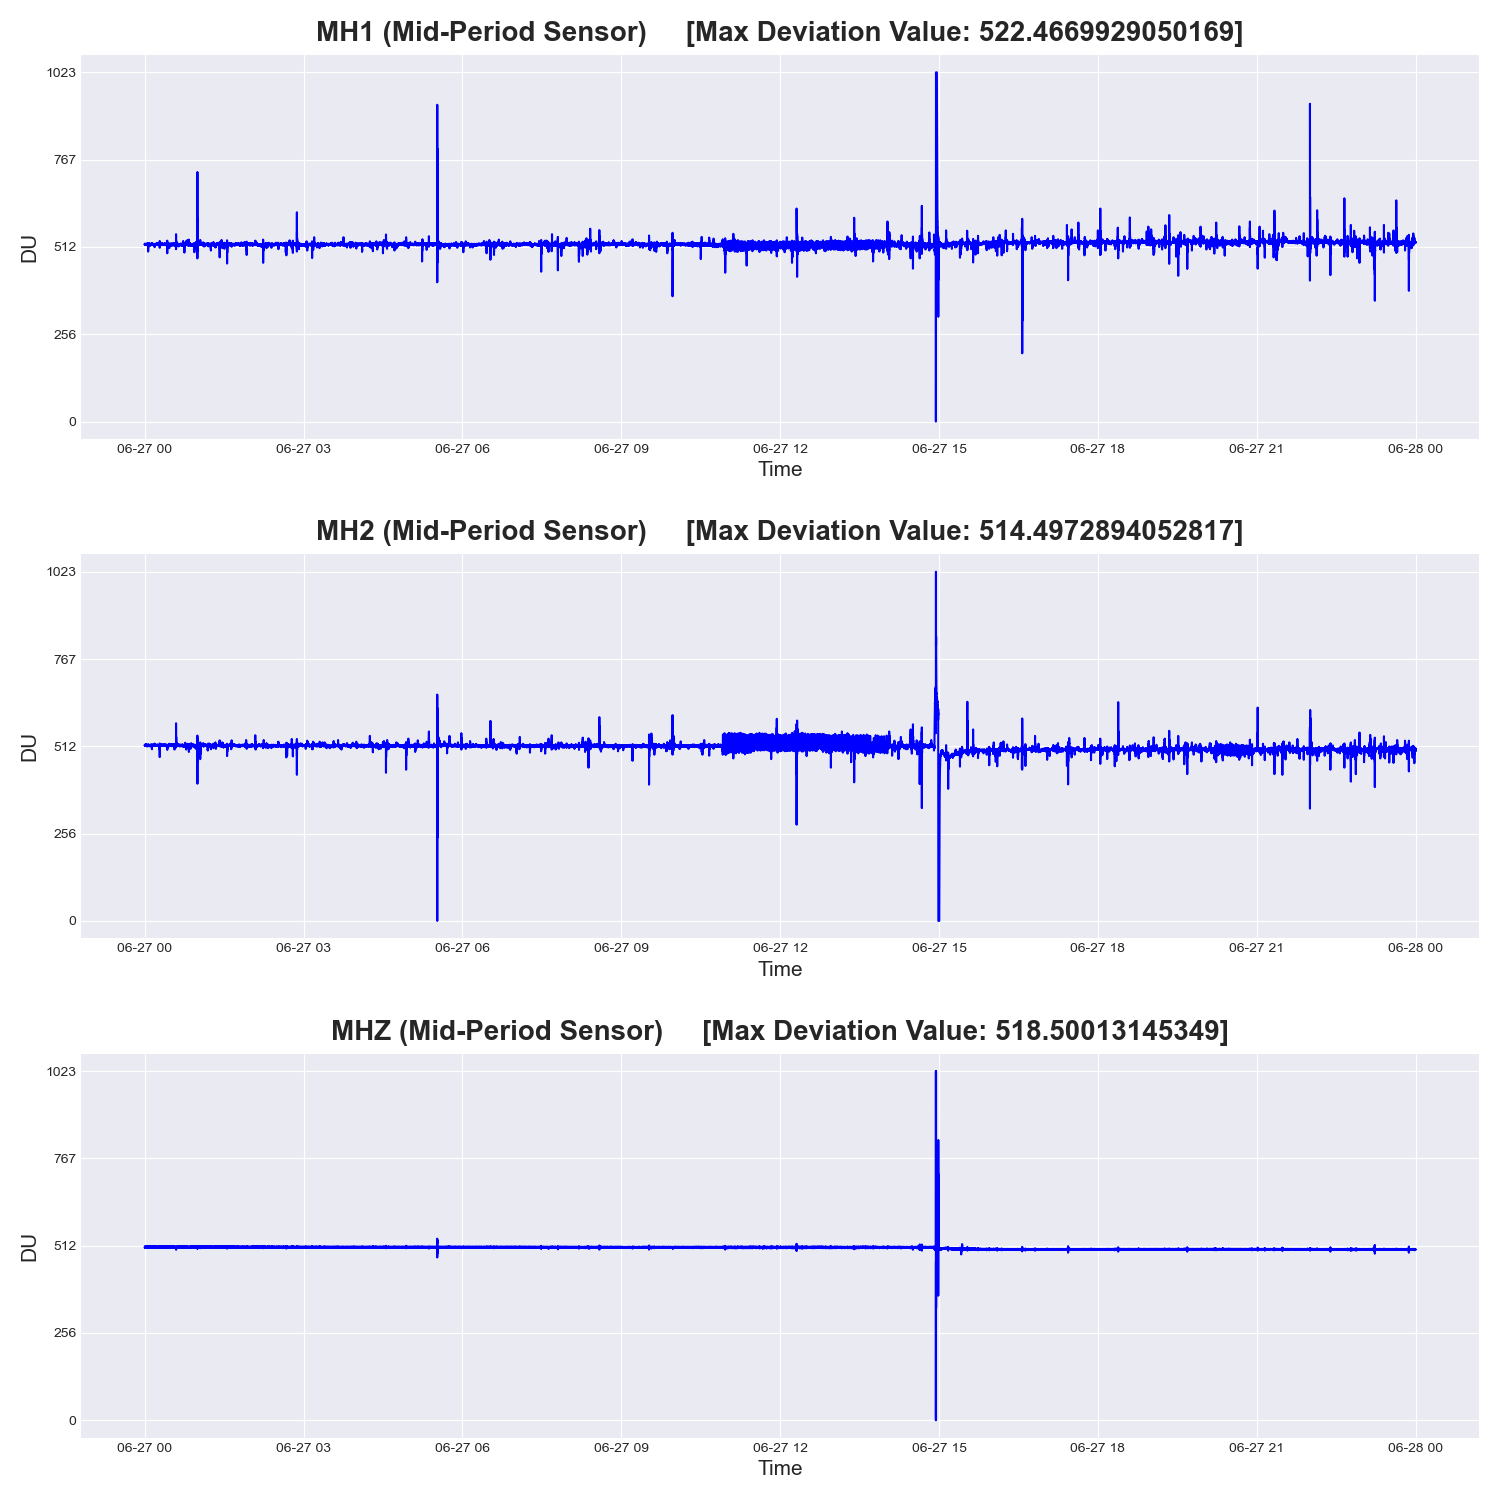 MH1 (Mid-Period Sensor) [Max Deviation Value: 522.4669929050169]
1023
767
512
256
0
DU
06-27 00 06-27 03 06-27 06 06-27 09 06-27 12 06-27 15 06-27 18 06-27 21 06-28 00
Time
MH2 (Mid-Period Sensor) [Max Deviation Value: 514.4972894052817]
1023
767
512
256
0
DU
06-27 00 06-27 03 06-27 06 06-27 09 06-27 12 06-27 15 06-27 18 06-27 21 06-28 00
Time
MHZ (Mid-Period Sensor) [Max Deviation Value: 518.50013145349]
1023
767
512
256
0
DU
06-27 00 06-27 03 06-27 06 06-27 09 06-27 12 06-27 15 06-27 18 06-27 21 06-28 00
Time